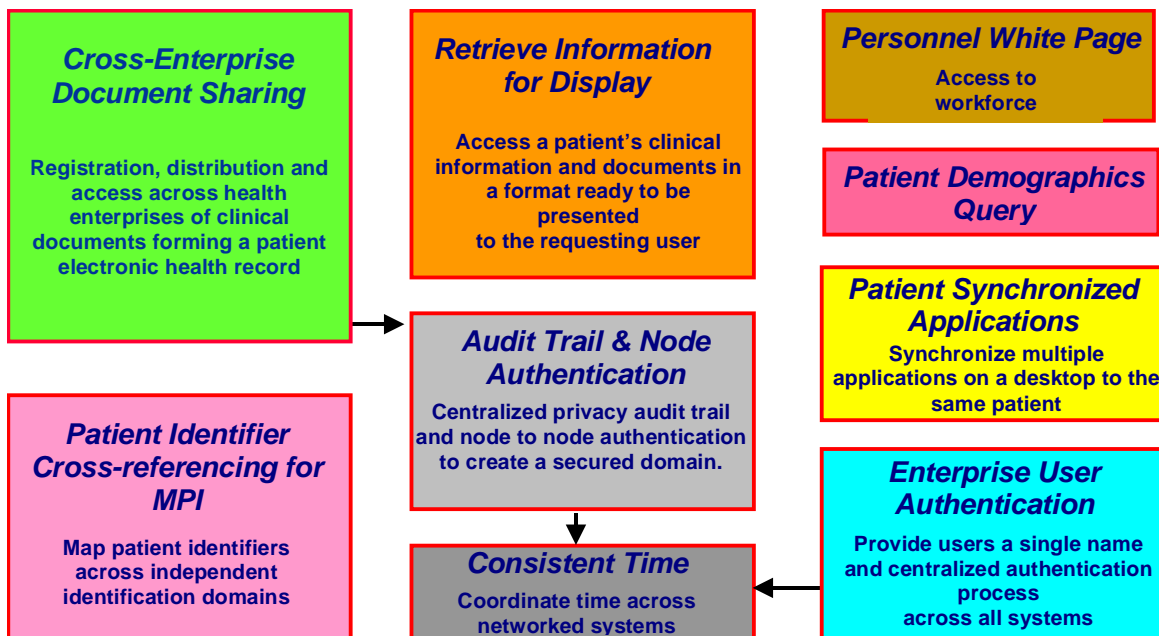 Cross-Enterprise
Document Sharing
Registration, distribution and
access across health
enterprises of clinical
documents forming a patient
electronic health record
Patient Identifier
Cross-referencing for
MPI
Map patient identifiers
across independent
identification domains
Retrieve Information
for Display
Access a patient’s clinical
information and documents in
a format ready to be
presented
to the requesting user
Audit Trail & Node
Authentication
Centralized privacy audit trail
and node to node authentication
to create a secured domain.
Consistent Time
Coordinate time across
networked systems
Personnel White Page
Access to
workforce
Patient Demographics
Query
Patient Synchronized
Applications
Synchronize multiple
applications on a desktop to the
same patient
Enterprise User
Authentication
Provide users a single name
and centralized authentication
process
across all systems